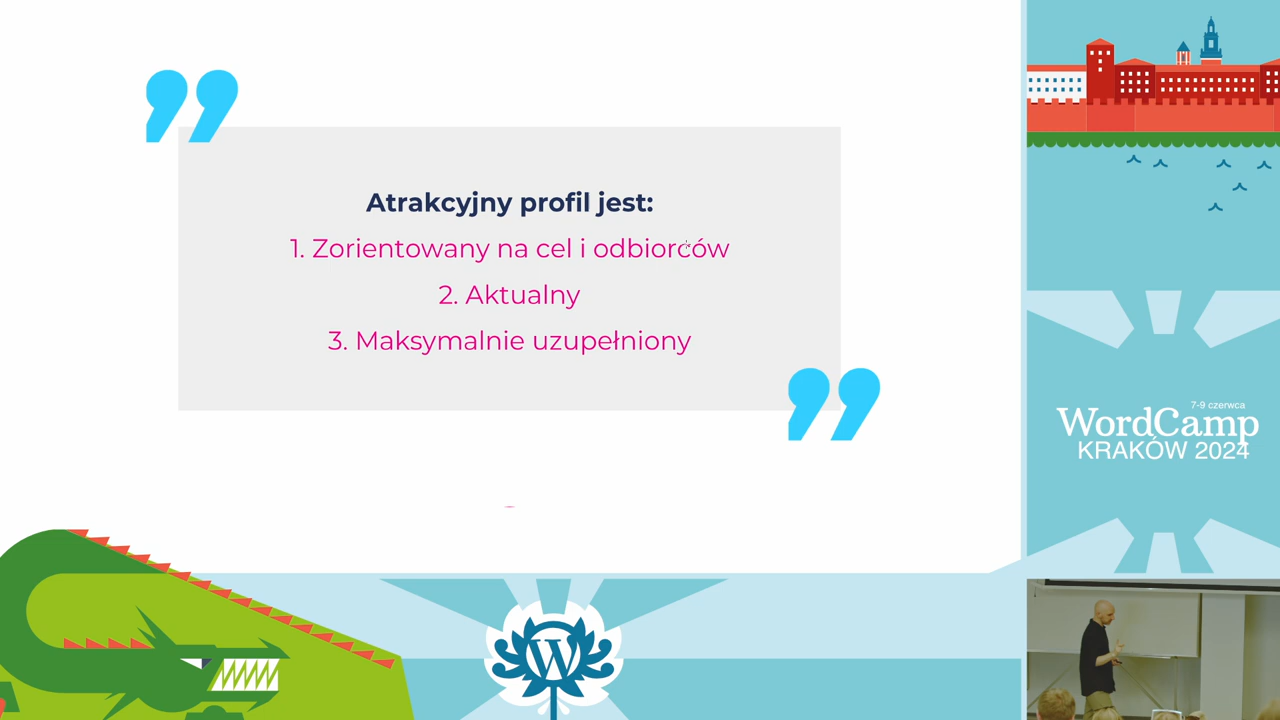 Atrakcyjny profil jest:
1. Zorientowany na cel i odbiorców
2. Aktualny
3. Maksymalnie uzupełniony
7-9 czerwca
WordCamp
KRAKÓW 2024
W